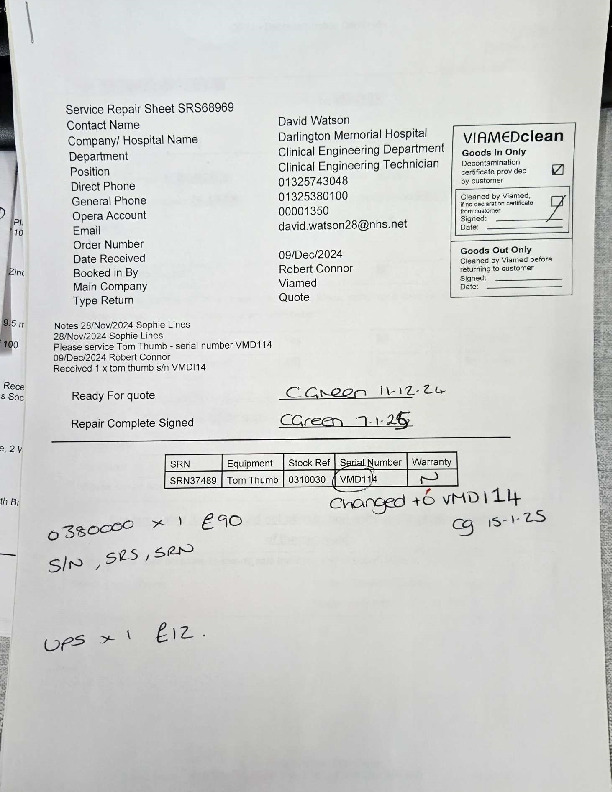 Service Repair Sheet SRS68969
Contact Name David Watson
Company/ Hospital Name Darlington Memorial Hospital
Department Clinical Engineering Department
Position Clinical Engineering Technician
Direct Phone 01325743048
General Phone 01325380100
Opera Account 00001350
Email david.watson28@nhs.net
Order Number
Date Received 09/Dec/2024
Booked in By Robert Connor
Main Company Viamed
Type Return Quote
VIAMEDclean
Goods In Only
Decontamination
certificate provided
by customer
Cleaned by Viamed,
if no declaration certificate
from customer
Signed:
Date:
Goods Out Only
Cleaned by Viamed before
returning to customer
Signed:
Date:
Notes 28/Nov/2024 Sophie Lines
28/Nov/2024 Sophie Lines
Please service Tom Thumb - serial number VMD114
09/Dec/2024 Robert Connor
Received 1 x tom thumb s/n VMDI14
Ready For quote CGreen 11-12-24
Repair Complete Signed CGreen 7-1-25
SRN Equipment Stock Ref Serial Number Warranty
SRN37489 Tom Thumb 0310030 VMD114 N
Changed to VMDI14
CG 15-1-25
0380000 x 1 £90
S/N, SRS, SRN
UPS x 1 £12.